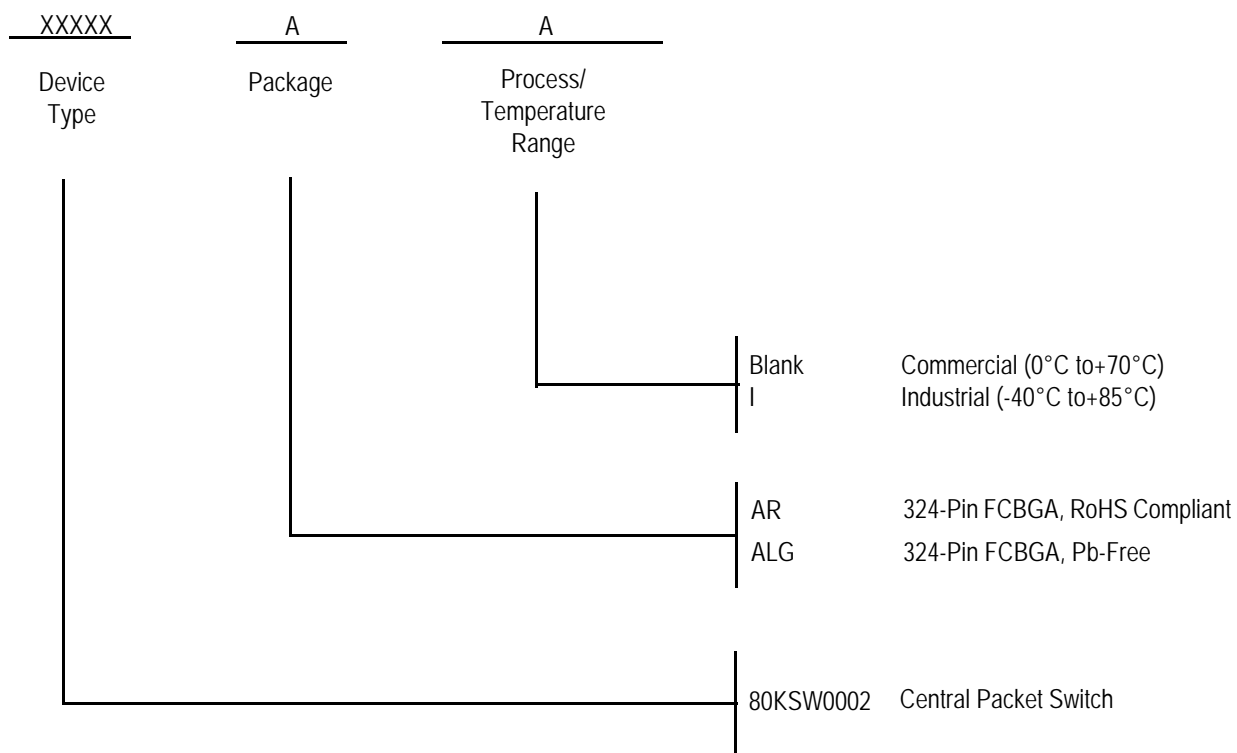 XXXXX A A
Device
Type
Package
Process/
Temperature
Range
Blank Commercial (0°C to+70°C)
I Industrial (-40°C to+85°C)
AR 324-Pin FCBGA, RoHS Compliant
ALG 324-Pin FCBGA, Pb-Free
80KSW0002 Central Packet Switch